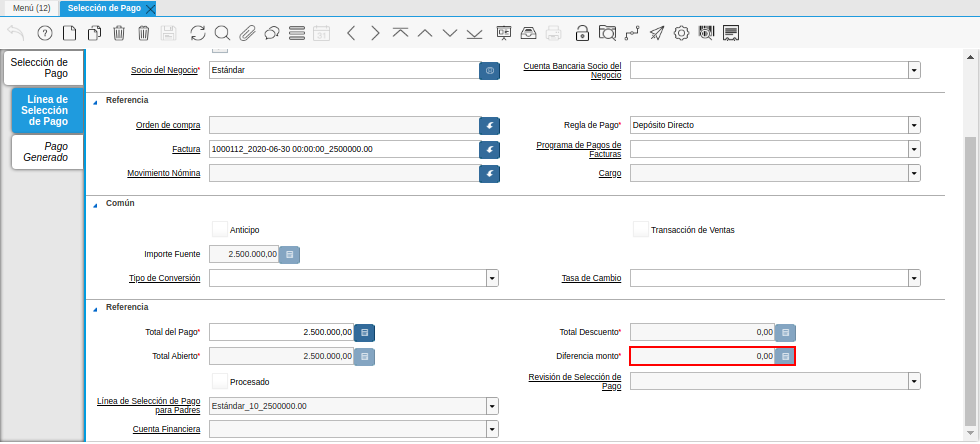 Menú (12)
Selección de Pago
Selección de
Pago
Línea de
Selección
de Pago
Pago
Generado
Socio del Negocio*
Estándar
Cuenta Bancaria Socio del
Negocio
Referencia
Orden de compra
Regla de Pago*
Depósito Directo
Factura
1000112_2020-06-30 00:00:00_2500000.00
Programa de Pagos de
Facturas
Movimiento Nómina
Cargo
Común
Anticipo
Transacción de Ventas
Importe Fuente
2.500.000,00
Tipo de Conversión
Tasa de Cambio
Referencia
Total del Pago*
2.500.000,00
Total Descuento*
0,00
Total Abierto*
2.500.000,00
Diferencia monto*
0,00
Procesado
Revisión de Selección de
Pago
Línea de Selección de Pago
para Padres
Estándar_10_2500000.00
Cuenta Financiera